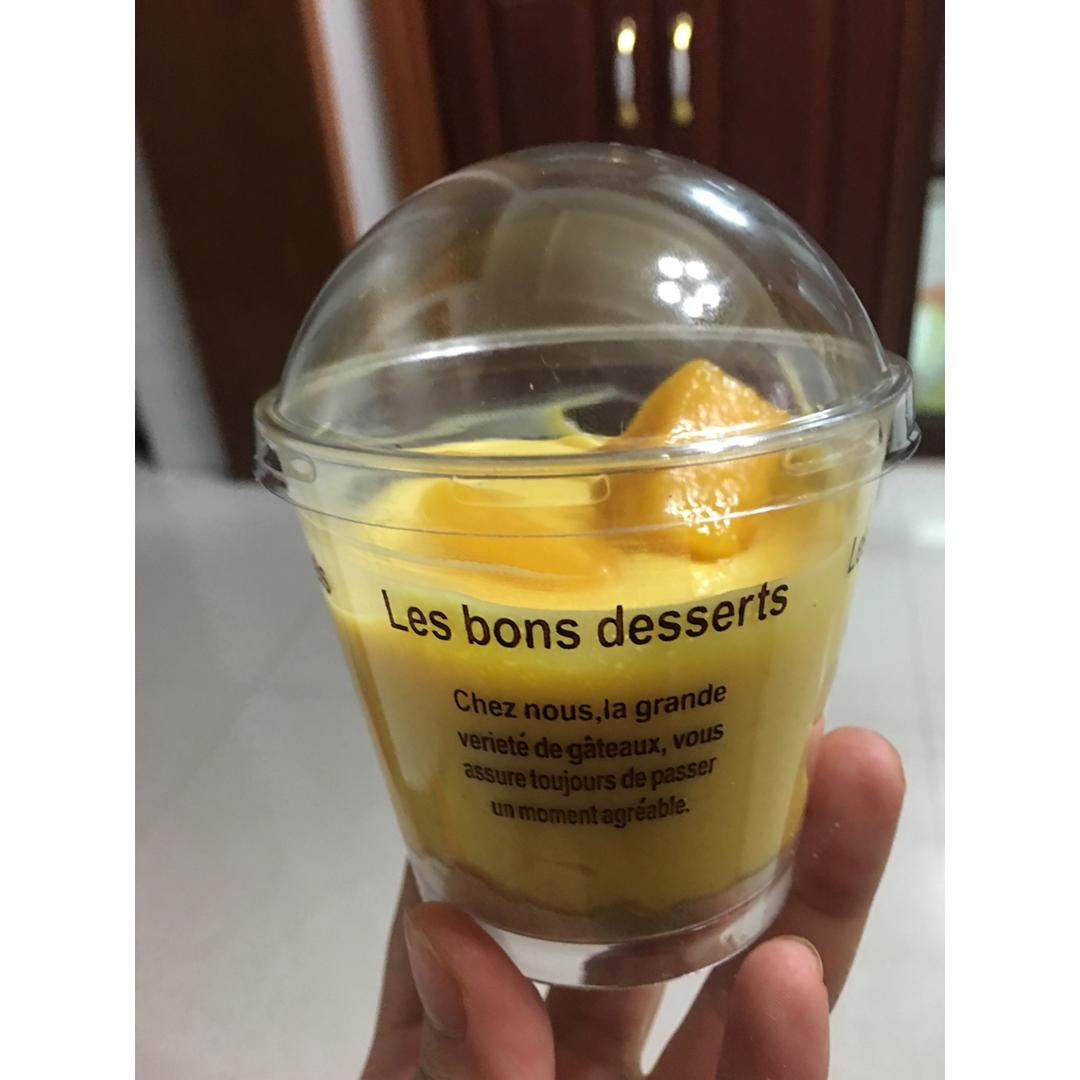 Les bons desserts
Chez nous,la grande
verieté de gâteaux, vous
assure toujours de passer
un moment agréable.